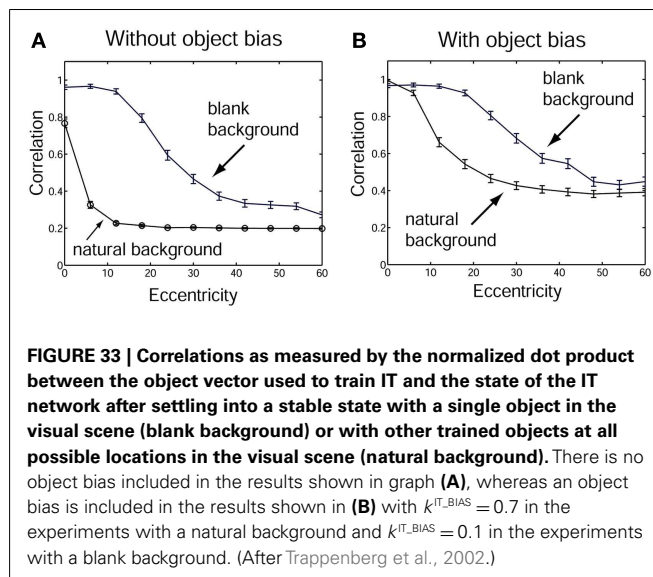 A Without object bias
1
0.8
0.6
0.4
0.2
0
Correlation
blank
background
natural background
0 10 20 30 40 50 60
Eccentricity
B With object bias
1
0.8
0.6
0.4
0.2
0
Correlation
blank
background
natural
background
0 10 20 30 40 50 60
Eccentricity
FIGURE 33 | Correlations as measured by the normalized dot product
between the object vector used to train IT and the state of the IT
network after settling into a stable state with a single object in the
visual scene (blank background) or with other trained objects at all
possible locations in the visual scene (natural background). There is no
object bias included in the results shown in graph (A), whereas an object
bias is included in the results shown in (B) with k^IT_BIAS = 0.7 in the
experiments with a natural background and k^IT_BIAS = 0.1 in the experiments
with a blank background. (After Trappenberg et al., 2002.)